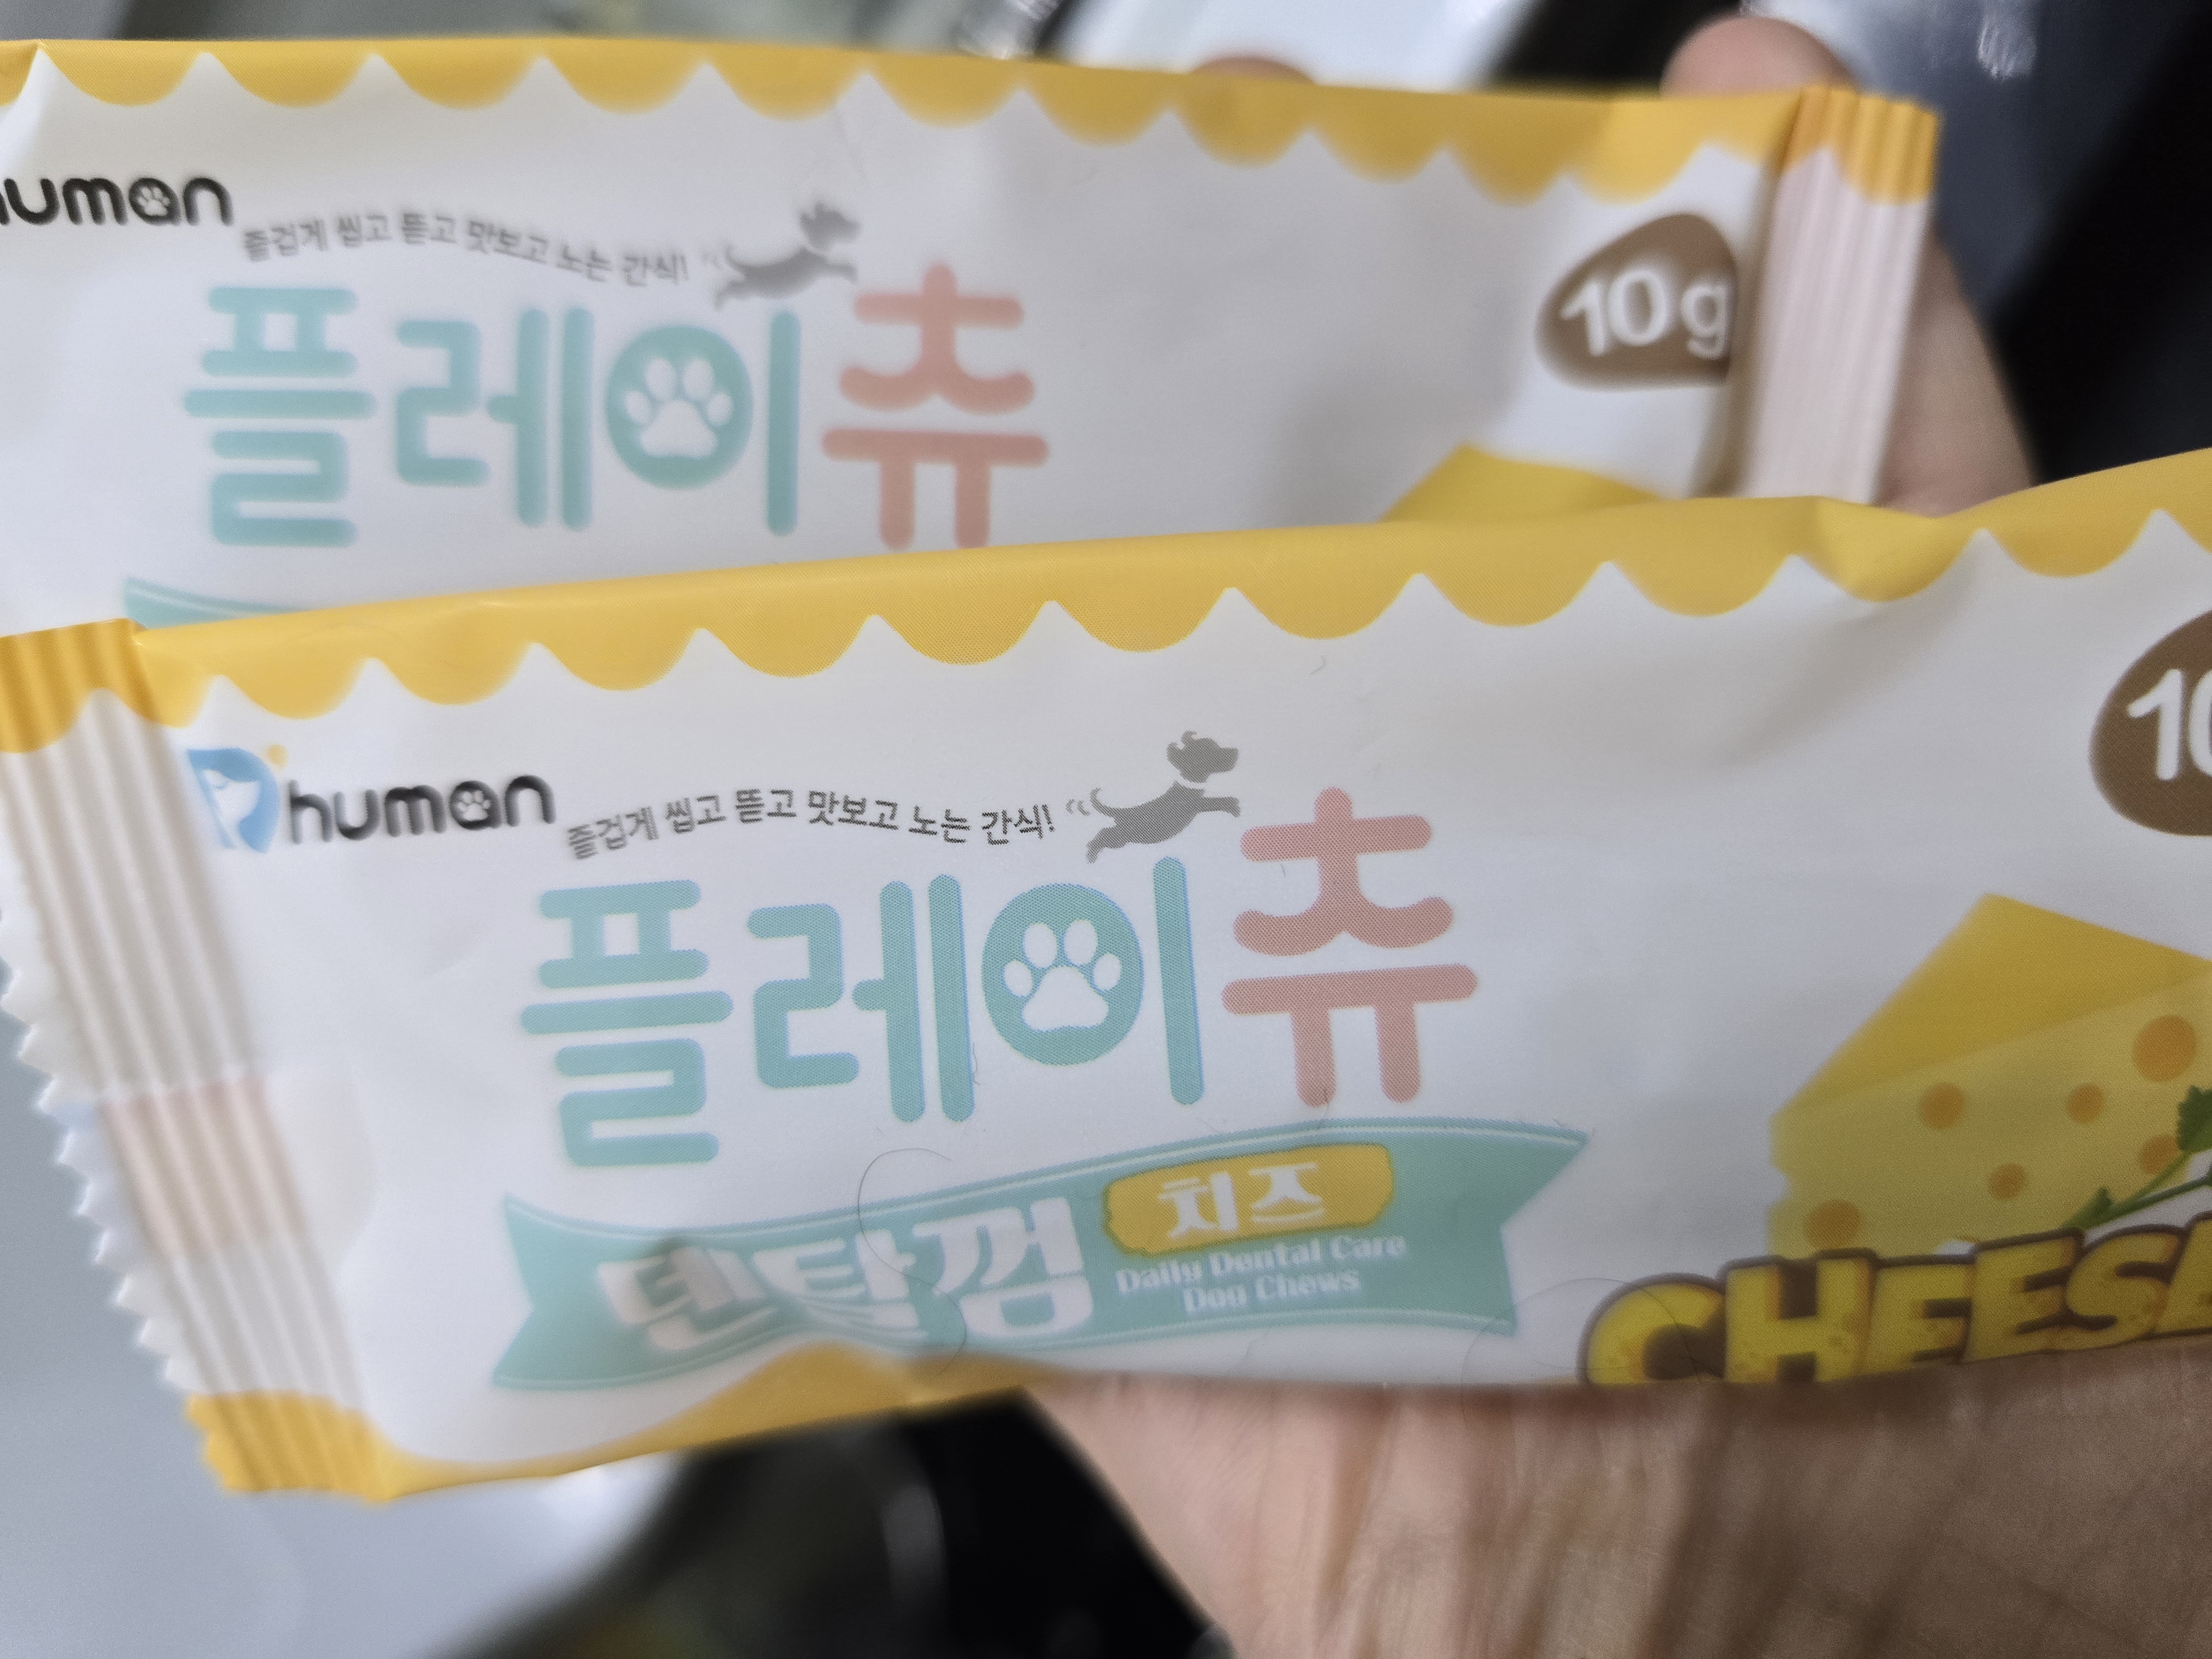 human
즐겁게 씹고 뜯고 맛보고 노는 간식!
플레이츄
10g
human
즐겁게 씹고 뜯고 맛보고 노는 간식!
플레이츄
10
덴탈껌
치즈
Daily Dental Care
Dog Chews
CHEESE